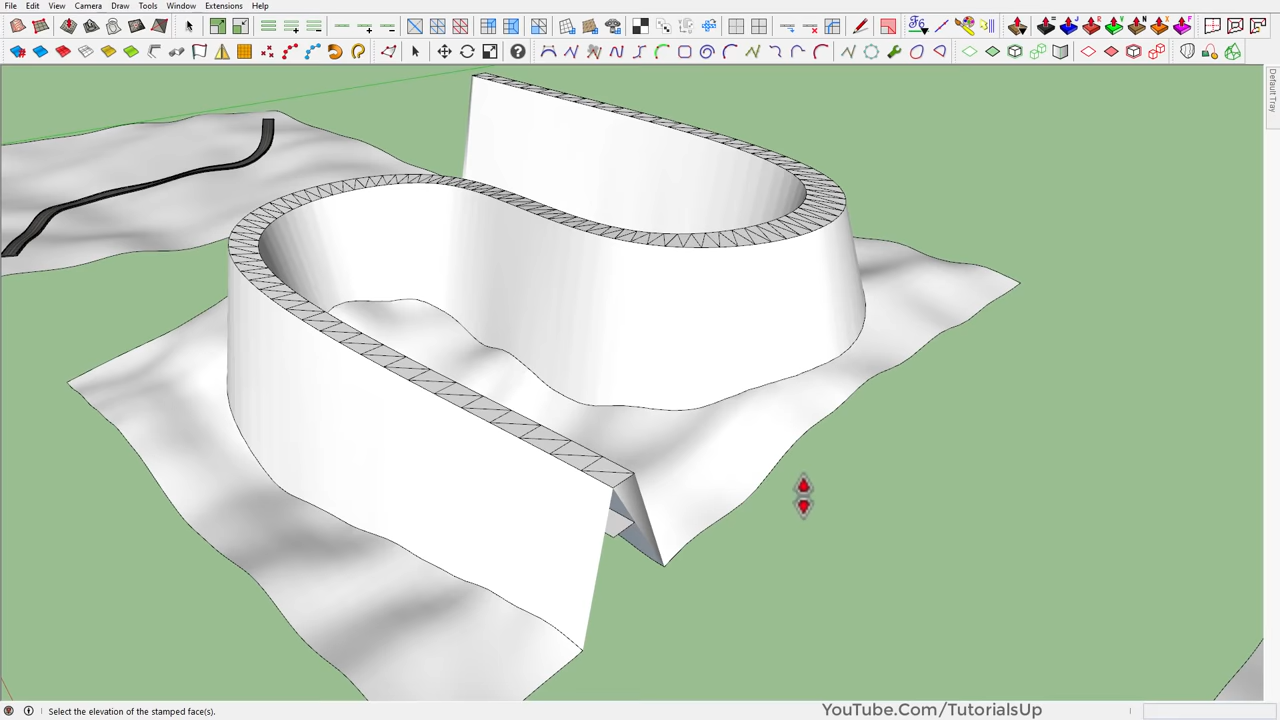 File Edit View Camera Draw Tools Window Extensions Help
Default Tray
Select the elevation of the stamped face(s).
YouTube.Com/TutorialsUp